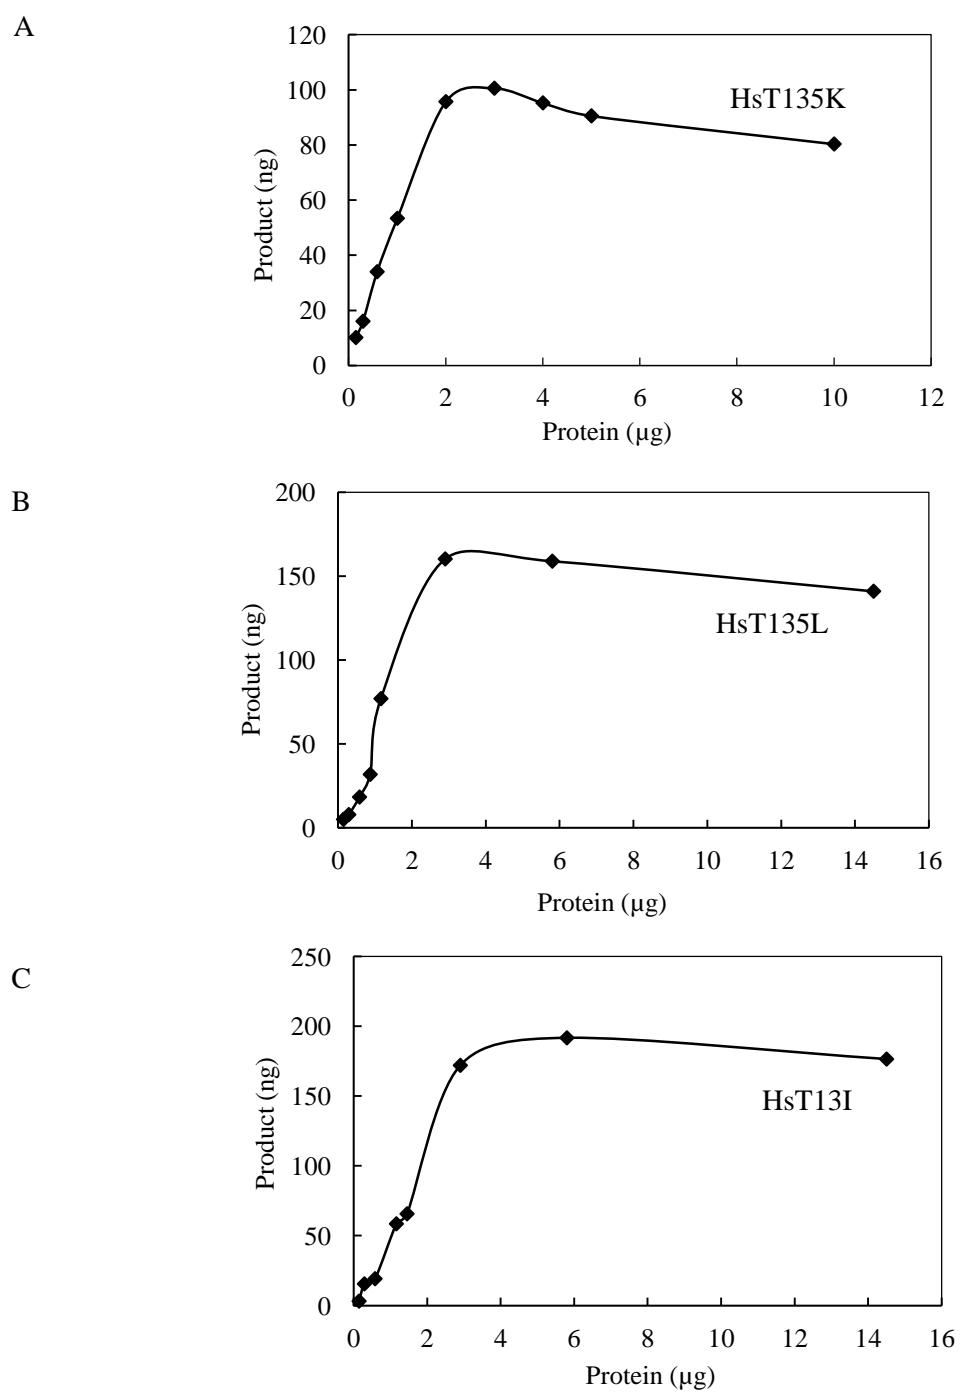 A
120
100
80
60
40
20
0
Product (ng)
HsT135K
0 2 4 6 8 10 12
Protein (µg)
B
200
150
100
50
0
Product (ng)
HsT135L
0 2 4 6 8 10 12 14 16
Protein (µg)
C
250
200
150
100
50
0
Product (ng)
HsT13I
0 2 4 6 8 10 12 14 16
Protein (µg)